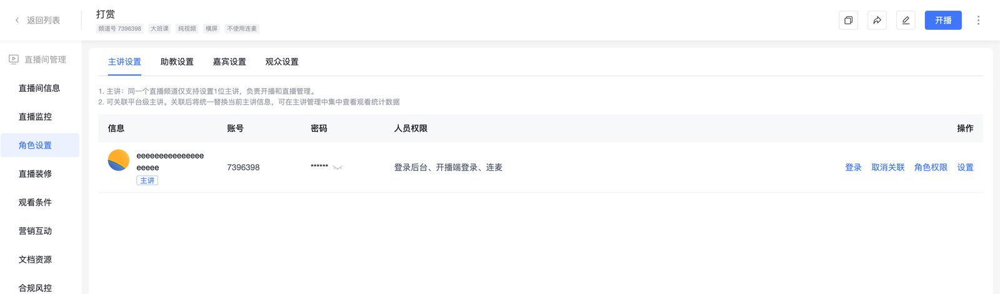 返回列表
打赏
频道号 7396398 大班课 纯视频 横屏 不使用连麦
开播
直播间管理
直播间信息
直播监控
角色设置
直播装修
观看条件
营销互动
文档资源
合规风控
主讲设置 助教设置 嘉宾设置 观众设置
1. 主讲：同一个直播频道仅支持设置1位主讲，负责开播和直播管理。
2. 可关联平台级主讲。关联后将统一替换当前主讲信息，可在主讲管理中集中查看观看统计数据
信息 账号 密码 人员权限 操作
eeeeeeeeeeeeeee
eeeee
主讲
7396398 ****** 登录后台、开播端登录、连麦 登录 取消关联 角色权限 设置